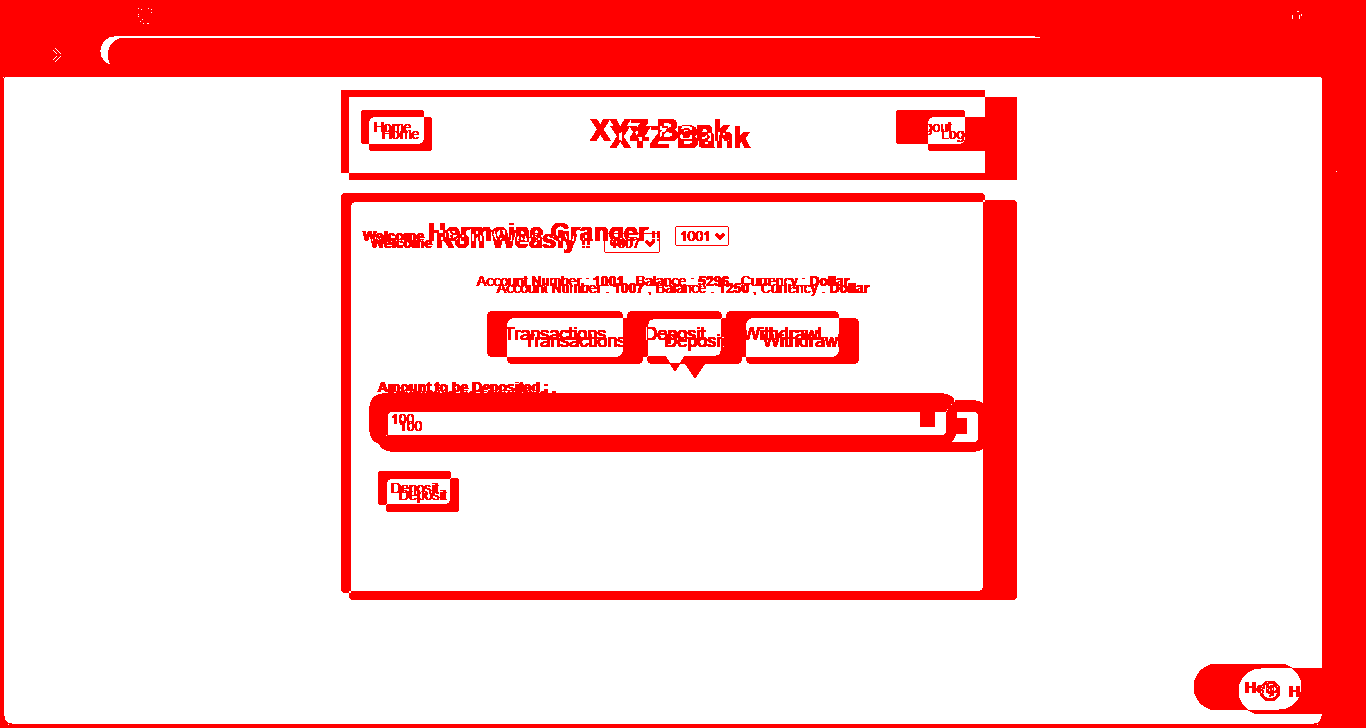 Home
Home
XYZ Bank
XYZ Bank
Logout
Welcome Hermoine Granger !! 1001
Welcome Ron Weasly !! 1007
Account Number : 1001 , Balance : 5296 , Currency : Dollar
Account Number : 1007 , Balance : 1250 , Currency : Dollar
Transactions Deposit Withdrawl
Transactions Deposit Withdrawl
Amount to be Deposited :
100
100
Deposit
Deposit
Help